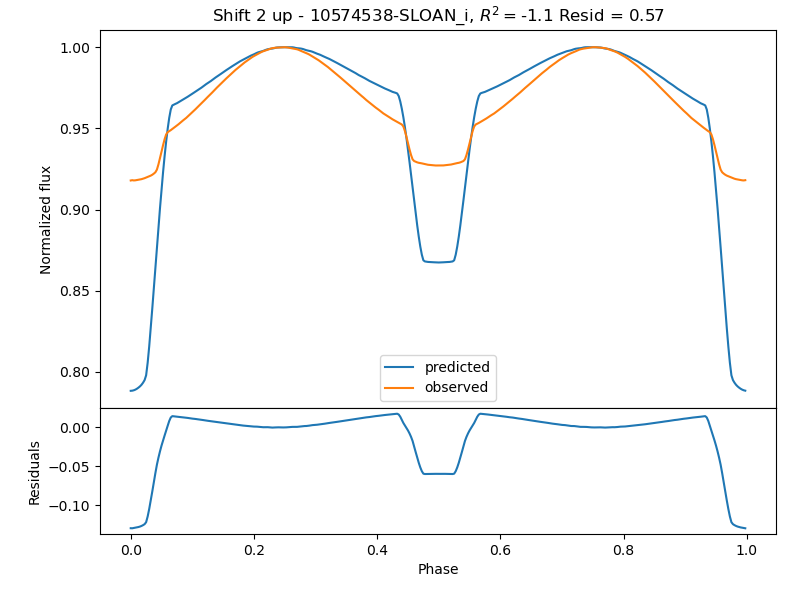 Shift 2 up - 10574538-SLOAN_i, R² = -1.1 Resid = 0.57
Normalized flux
1.00
0.95
0.90
0.85
0.80
predicted
observed
Residuals
0.00
−0.05
−0.10
0.0
0.2
0.4
0.6
0.8
1.0
Phase